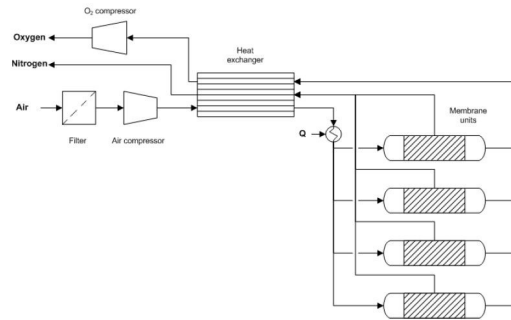 O₂ compressor
Oxygen
Heat
exchanger
Nitrogen
Air
Membrane
units
Q
Filter
Air compressor